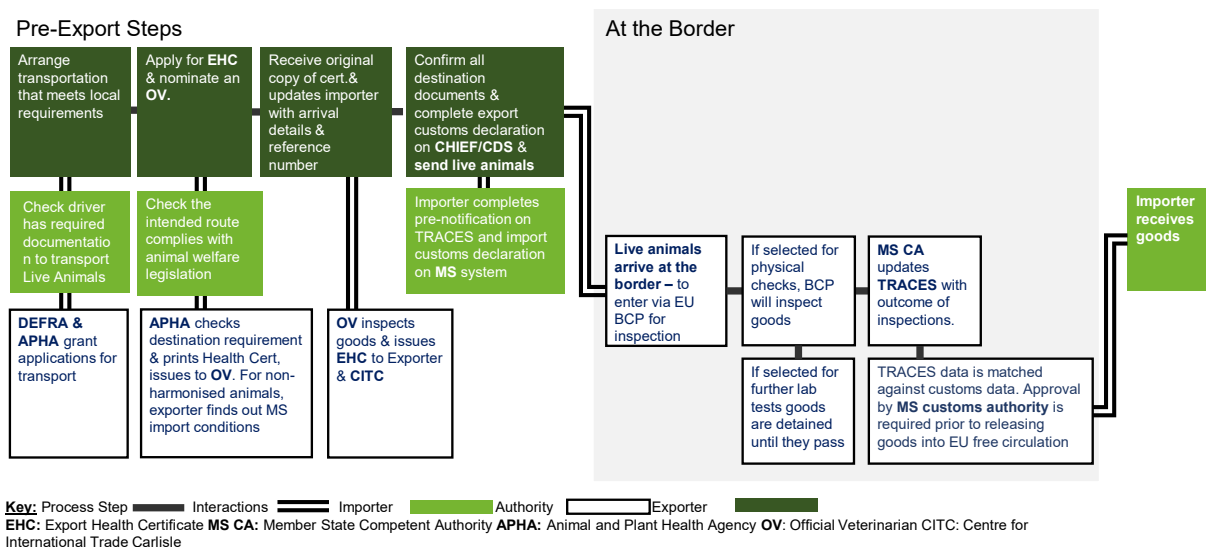 Pre-Export Steps
At the Border
Arrange
transportation
that meets local
requirements
Apply for EHC
& nominate an
OV.
Receive original
copy of cert.&
updates importer
with arrival
details &
reference
number
Confirm all
destination
documents &
complete export
customs declaration
on CHIEF/CDS &
send live animals
Check driver
has required
documentatio
n to transport
Live Animals
Check the
intended route
complies with
animal welfare
legislation
Importer completes
pre-notification on
TRACES and import
customs declaration
on MS system
Importer
receives
goods
Live animals
arrive at the
border – to
enter via EU
BCP for
inspection
If selected for
physical
checks, BCP
will inspect
goods
MS CA
updates
TRACES with
outcome of
inspections.
DEFRA &
APHA grant
applications for
transport
APHA checks
destination requirement
& prints Health Cert,
issues to OV. For non-
harmonised animals,
exporter finds out MS
import conditions
OV inspects
goods & issues
EHC to Exporter
& CITC
If selected for
further lab
tests goods
are detained
until they pass
TRACES data is matched
against customs data. Approval
by MS customs authority is
required prior to releasing
goods into EU free circulation
Key: Process Step Interactions Importer Authority Exporter
EHC: Export Health Certificate MS CA: Member State Competent Authority APHA: Animal and Plant Health Agency OV: Official Veterinarian CITC: Centre for
International Trade Carlisle